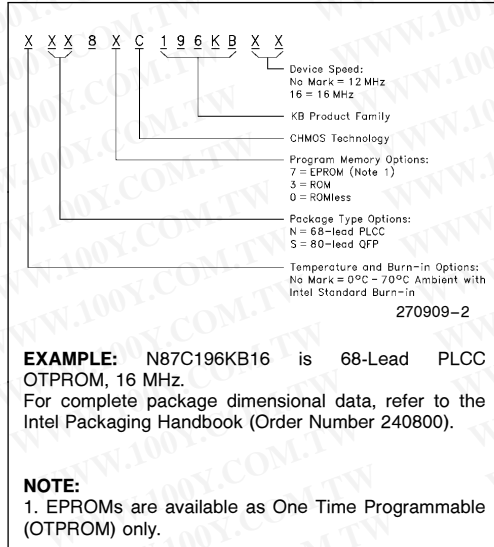 X X X 8 X C 1 9 6 K B X X
Device Speed:
No Mark = 12 MHz
16 = 16 MHz
KB Product Family
CHMOS Technology
Program Memory Options:
7 = EPROM (Note 1)
3 = ROM
0 = ROMless
Package Type Options:
N = 68-lead PLCC
S = 80-lead QFP
Temperature and Burn-in Options:
No Mark = 0°C - 70°C Ambient with
Intel Standard Burn-in
270909-2
EXAMPLE: N87C196KB16 is 68-Lead PLCC
OTPROM, 16 MHz.
For complete package dimensional data, refer to the
Intel Packaging Handbook (Order Number 240800).
NOTE:
1. EPROMs are available as One Time Programmable
(OTPROM) only.
WWW.100Y.COM.TW